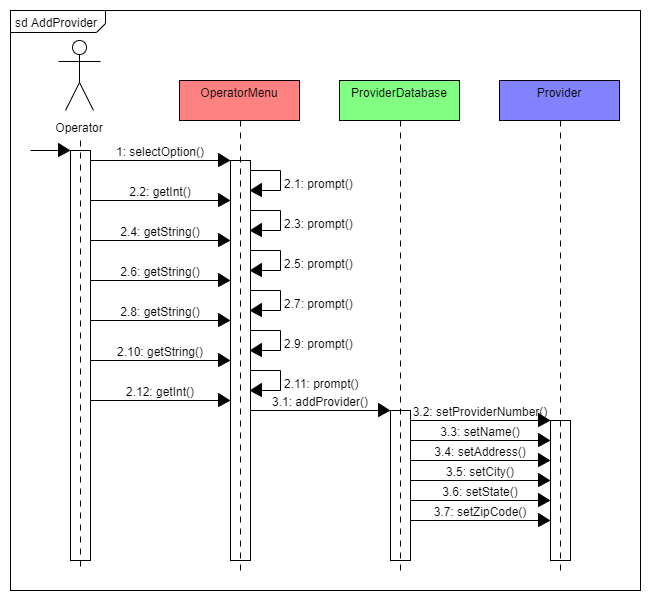 sd AddProvider
Operator
OperatorMenu
ProviderDatabase
Provider
1: selectOption()
2.1: prompt()
2.2: getInt()
2.3: prompt()
2.4: getString()
2.5: prompt()
2.6: getString()
2.7: prompt()
2.8: getString()
2.9: prompt()
2.10: getString()
2.11: prompt()
2.12: getInt()
3.1: addProvider()
3.2: setProviderNumber()
3.3: setName()
3.4: setAddress()
3.5: setCity()
3.6: setState()
3.7: setZipCode()